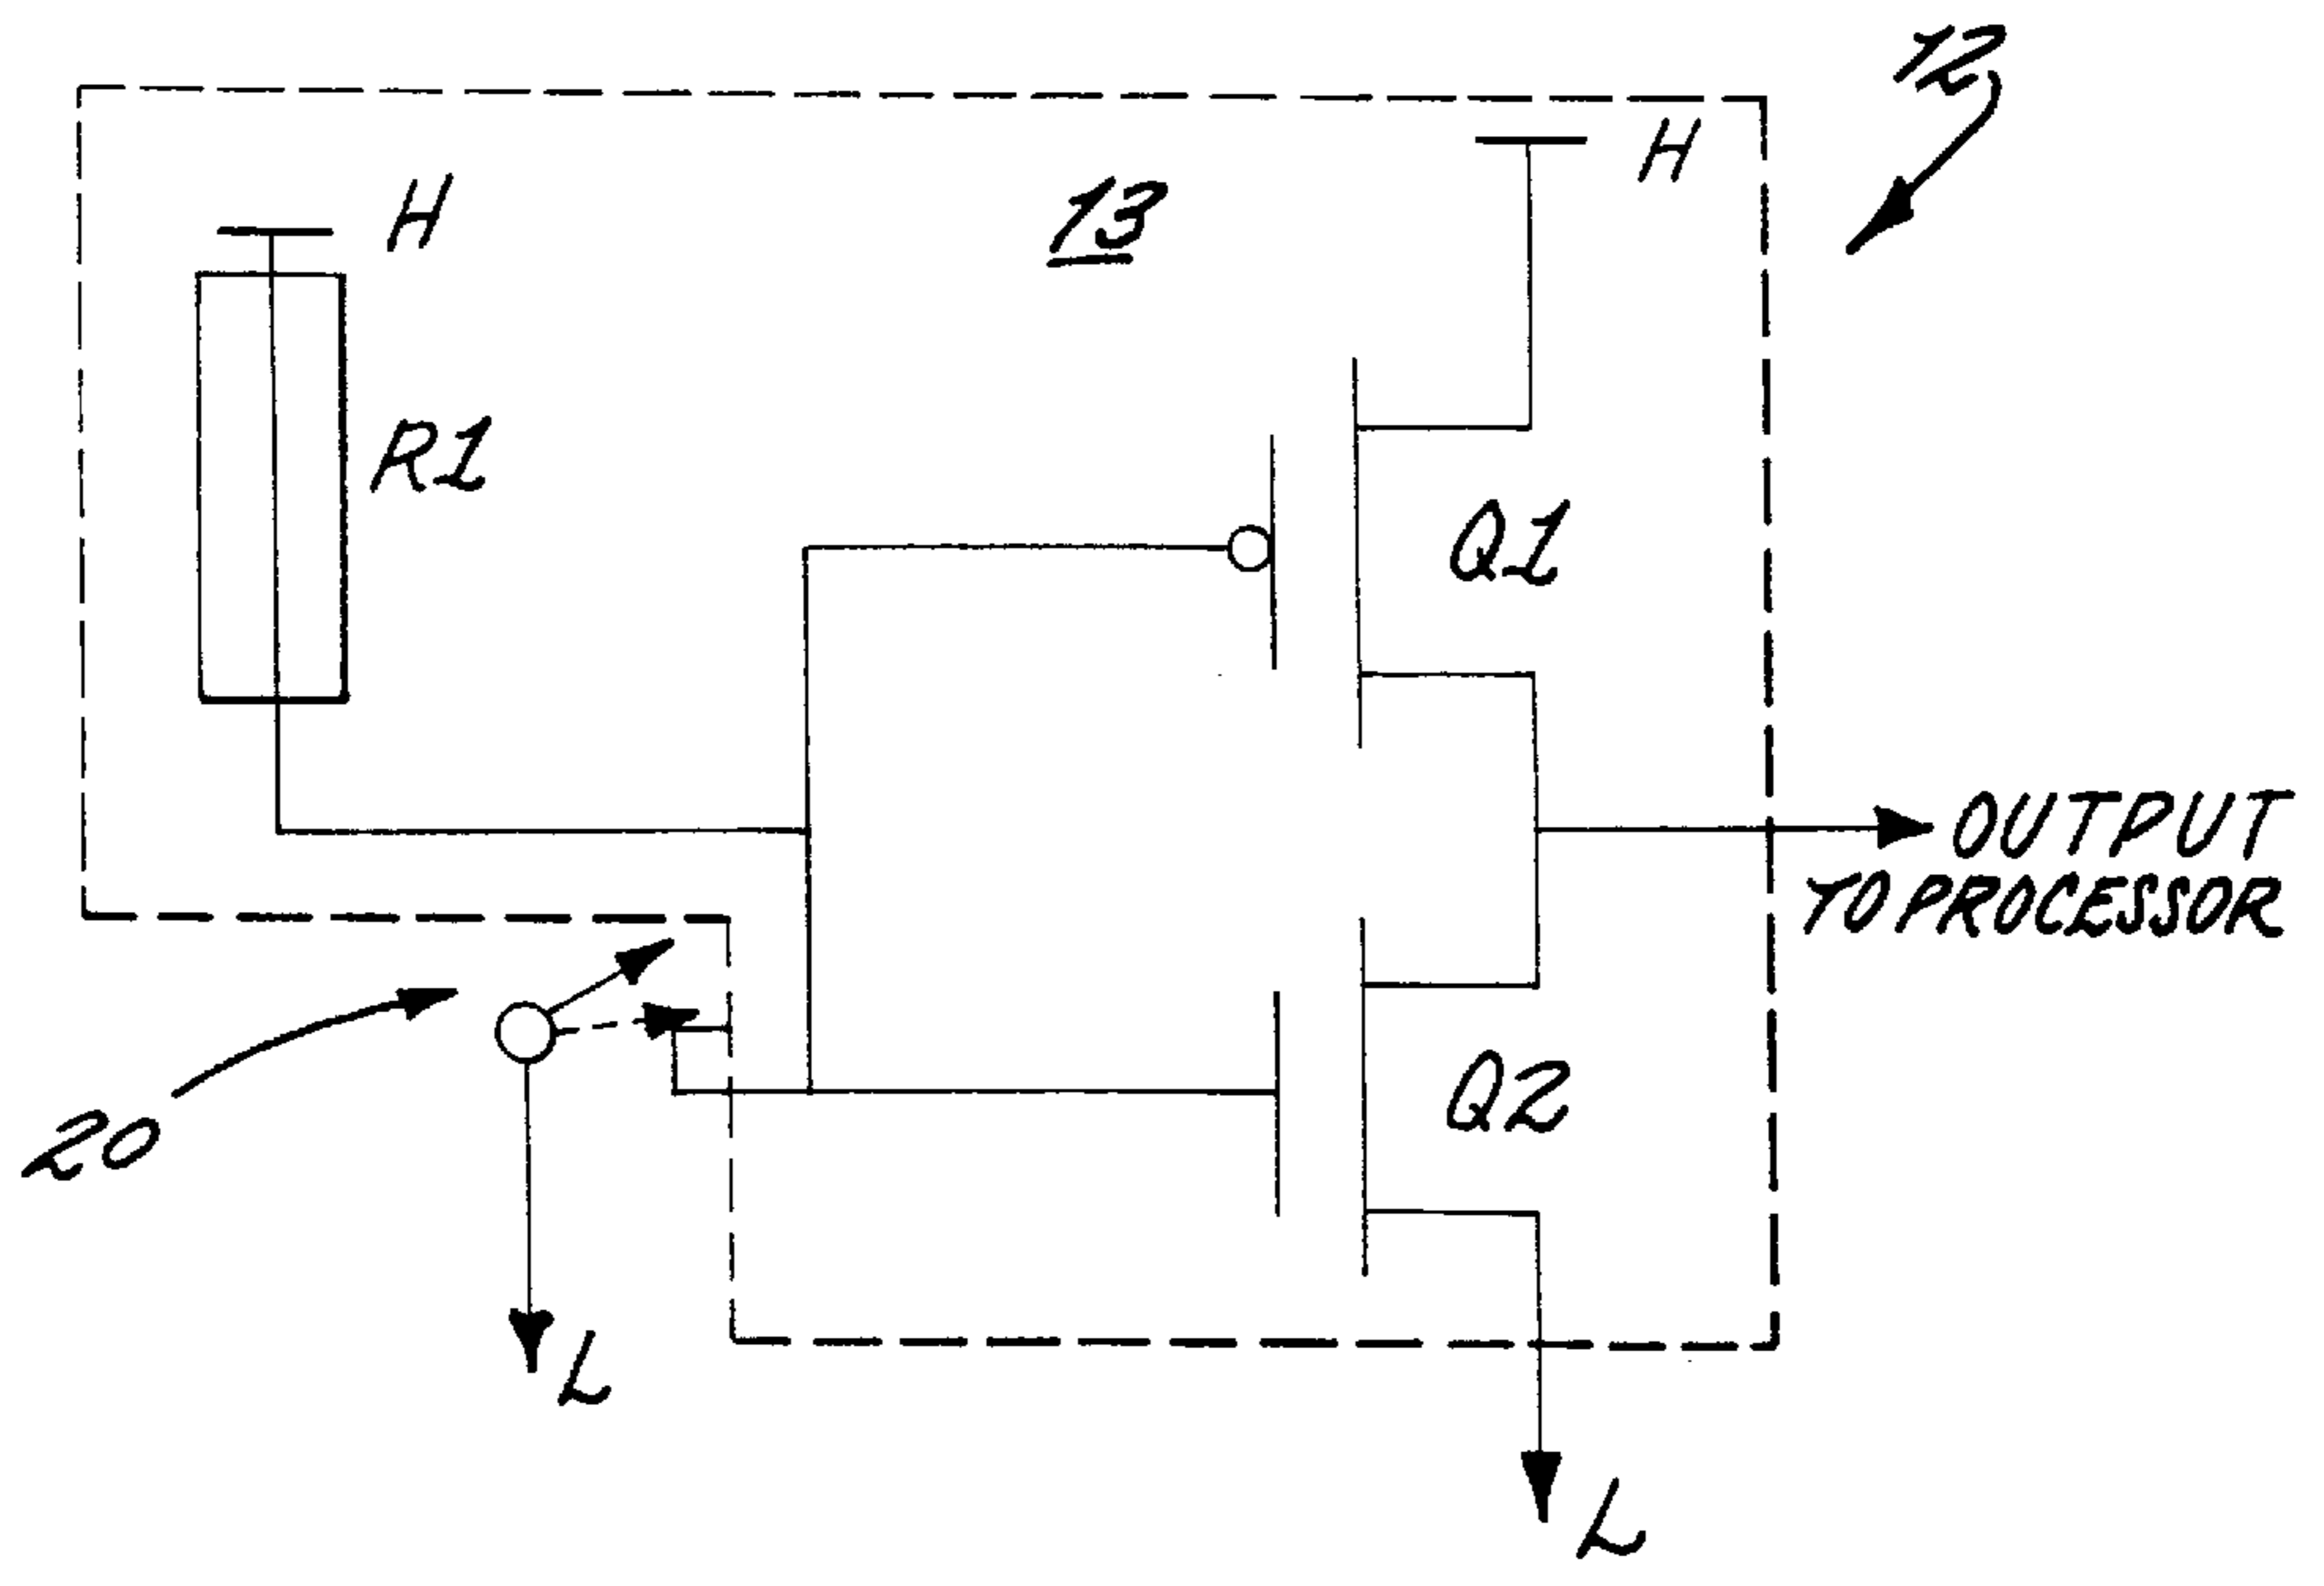 12
H
H
13
R1
Q1
OUTPUT
TO PROCESSOR
20
Q2
L
L